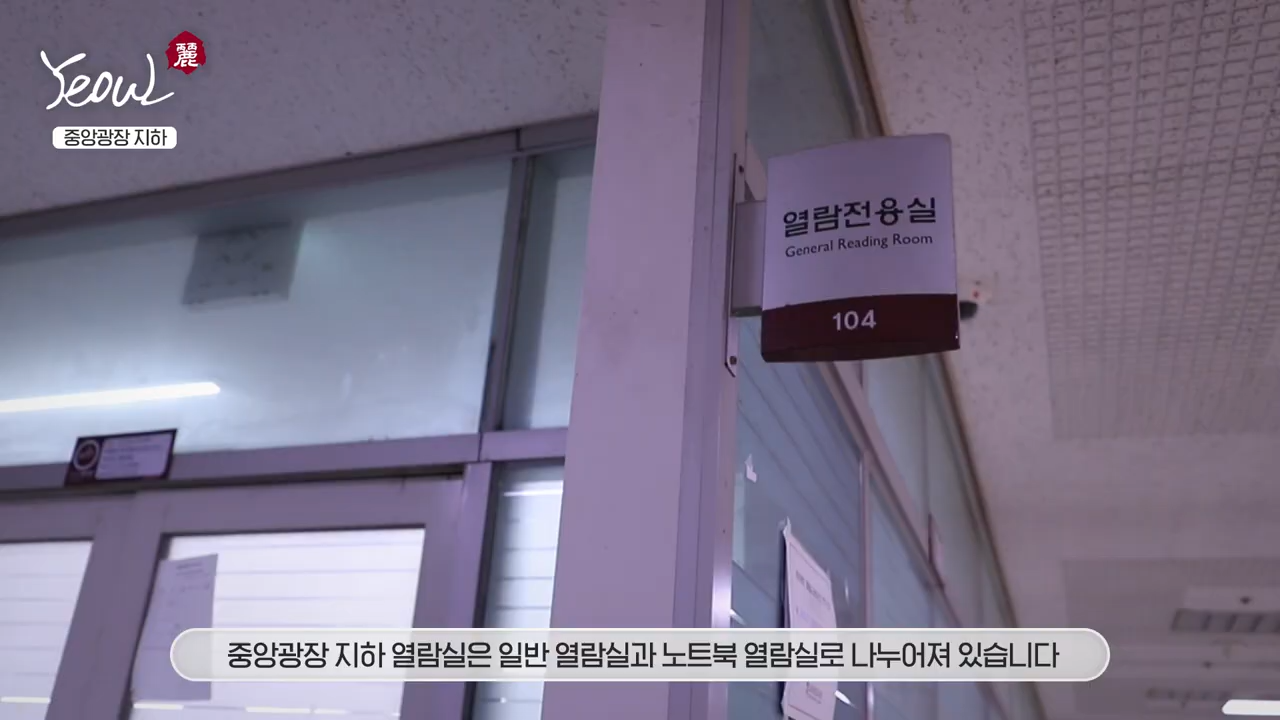 Yeoul 麗
중앙광장 지하
열람전용실
General Reading Room
104
중앙광장 지하 열람실은 일반 열람실과 노트북 열람실로 나누어져 있습니다